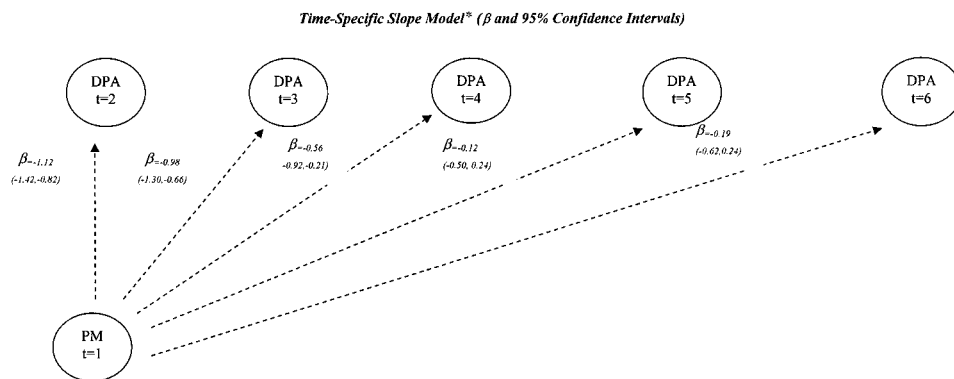 Time-Specific Slope Model* (β and 95% Confidence Intervals)
DPA
t=2
DPA
t=3
DPA
t=4
DPA
t=5
DPA
t=6
β=-1.12
(-1.42,-0.82)
β=-0.98
(-1.30,-0.66)
β=-0.56
-0.92,-0.21)
β=-0.12
(-0.50, 0.24)
β=-0.19
(-0.62,0.24)
PM
t=1